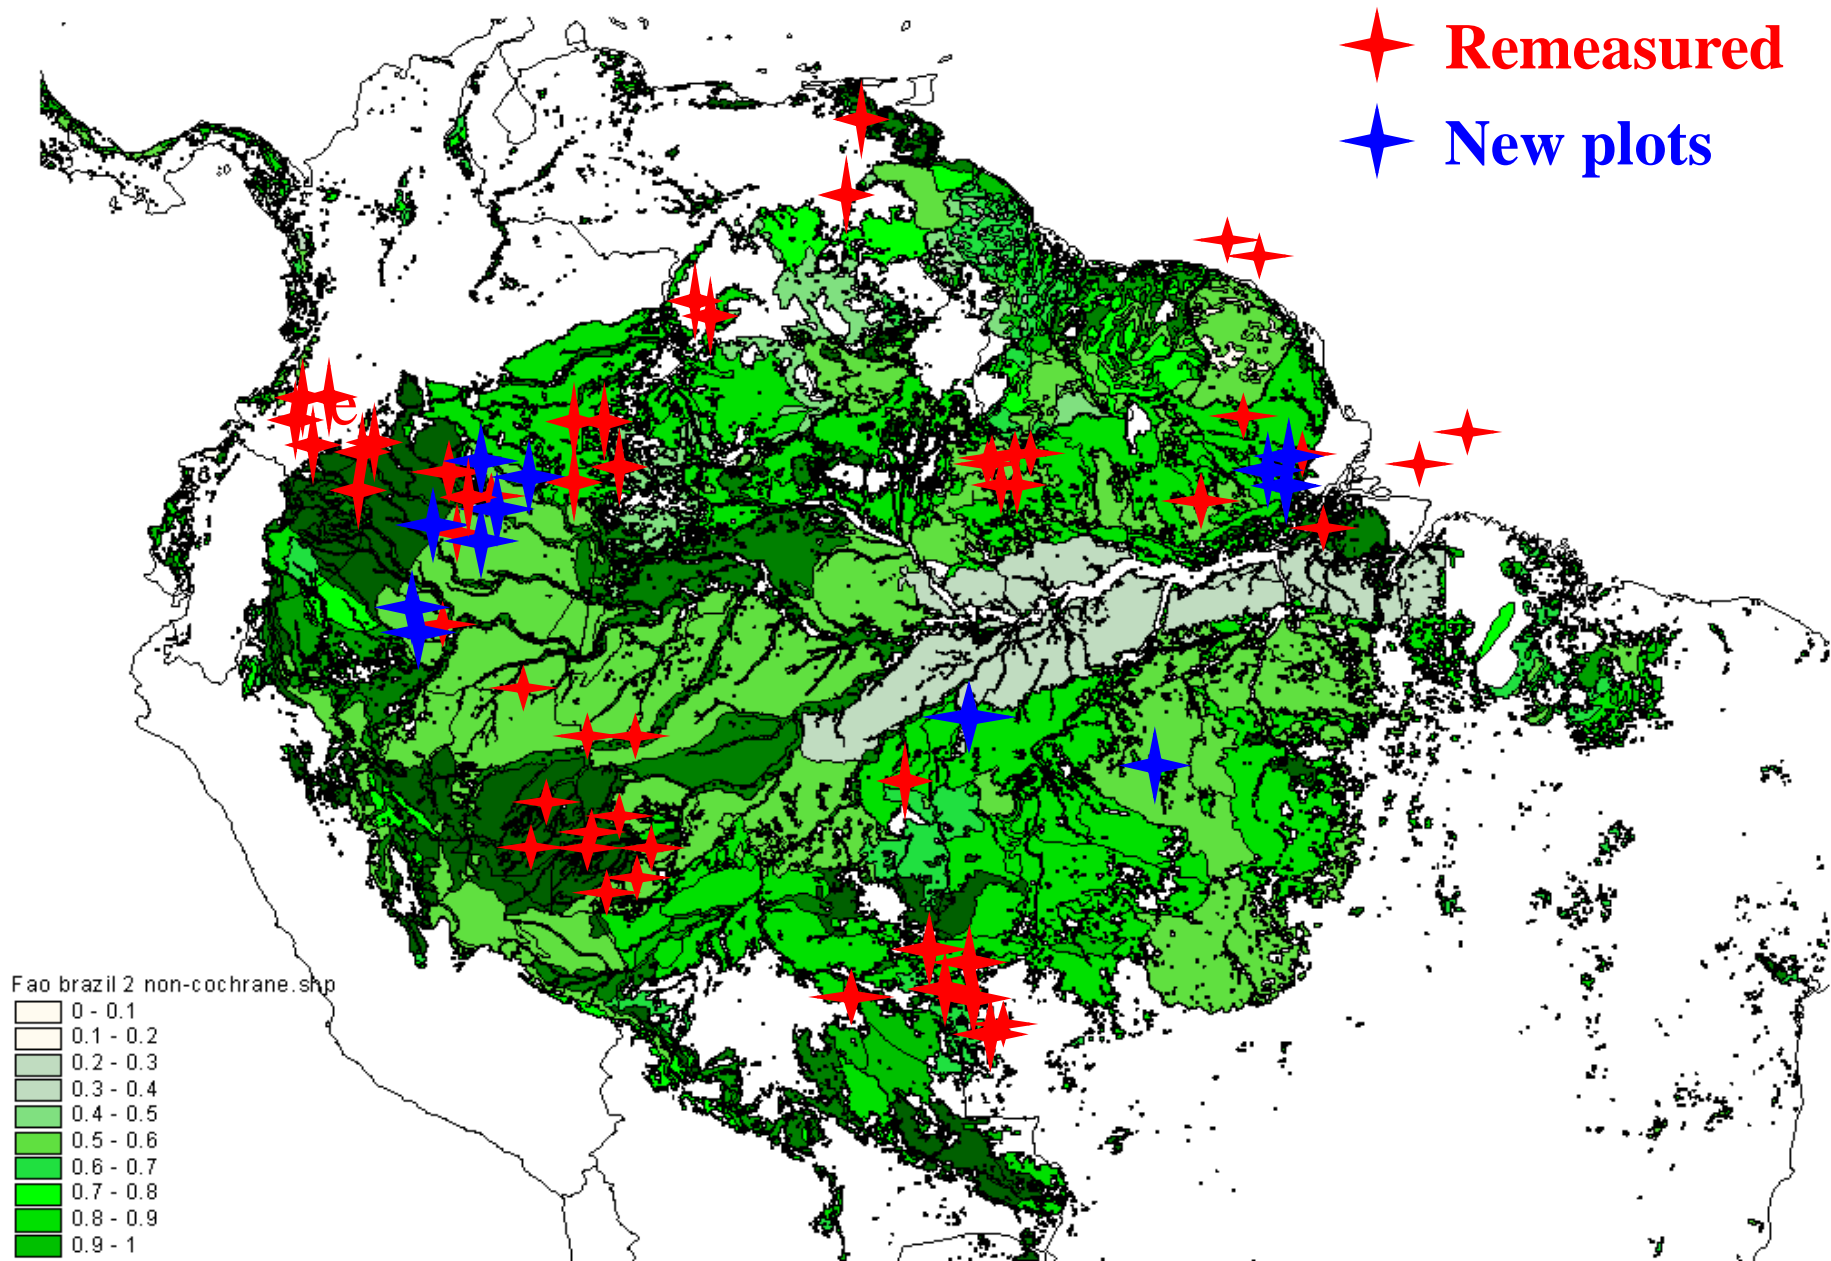 Remeasured
New plots
e
Fao brazil 2 non-cochrane.shp
0 - 0.1
0.1 - 0.2
0.2 - 0.3
0.3 - 0.4
0.4 - 0.5
0.5 - 0.6
0.6 - 0.7
0.7 - 0.8
0.8 - 0.9
0.9 - 1